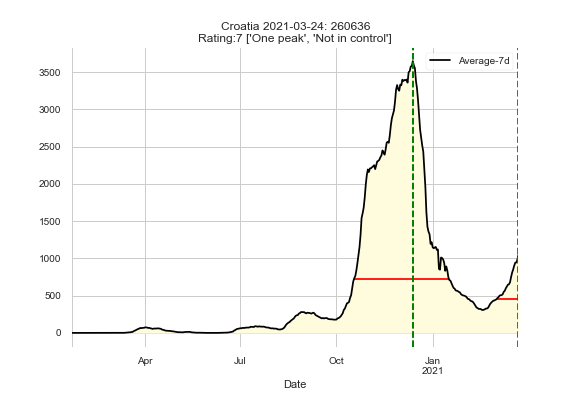 Croatia 2021-03-24: 260636
Rating:7 ['One peak', 'Not in control']
Average-7d
3500
3000
2500
2000
1500
1000
500
0
Apr
Jul
Oct
Jan
2021
Date